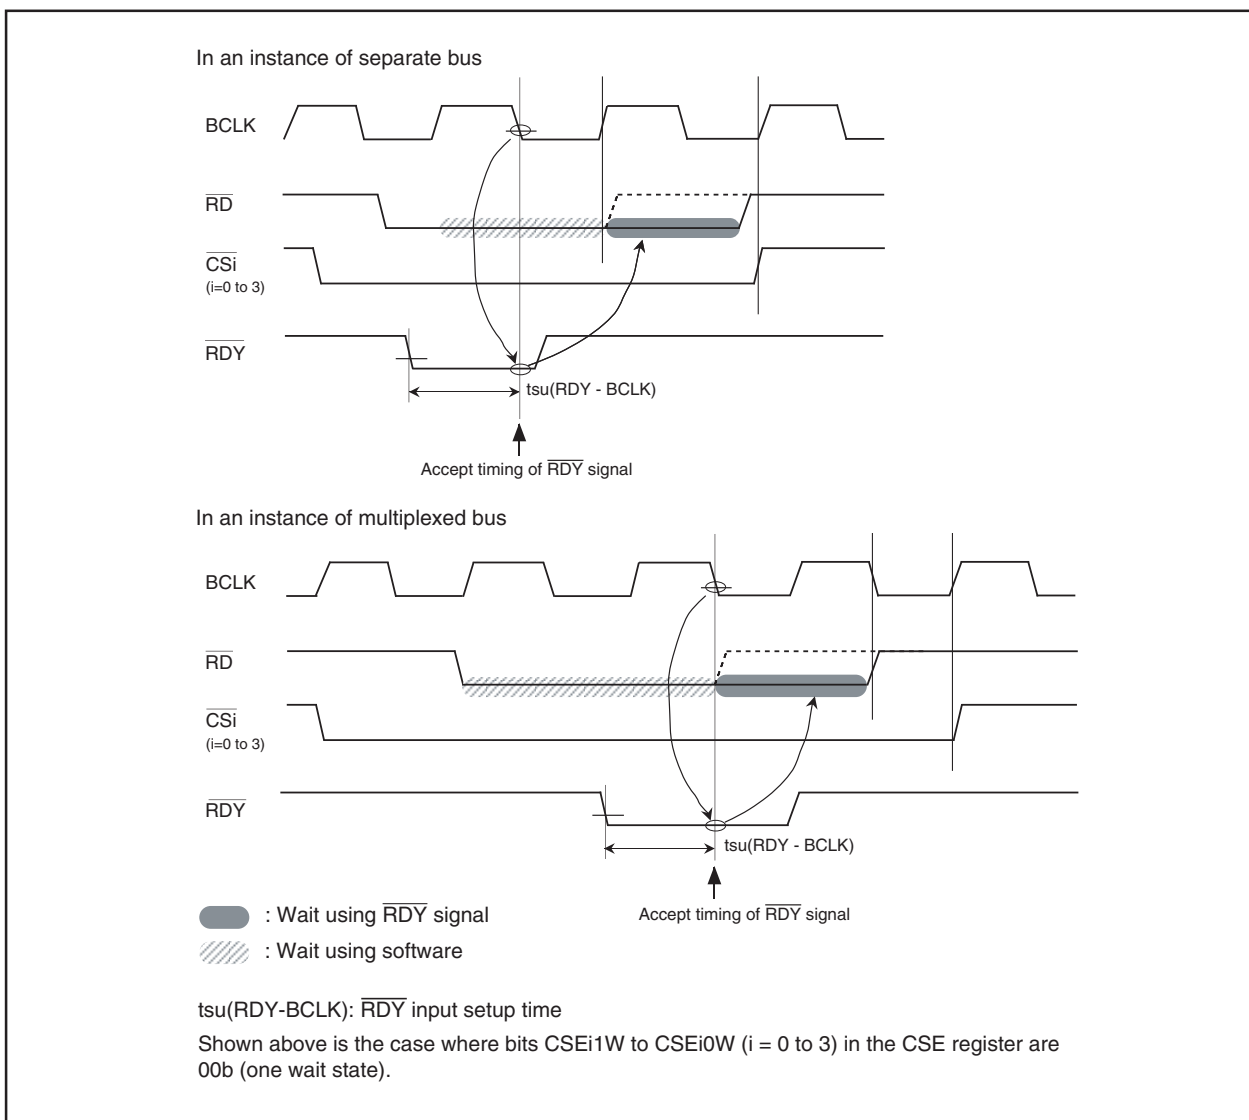 In an instance of separate bus
BCLK
RD
CSi
(i=0 to 3)
RDY
tsu(RDY - BCLK)
Accept timing of RDY signal
In an instance of multiplexed bus
BCLK
RD
CSi
(i=0 to 3)
RDY
tsu(RDY - BCLK)
Accept timing of RDY signal
: Wait using RDY signal
: Wait using software
tsu(RDY-BCLK): RDY input setup time
Shown above is the case where bits CSEi1W to CSEi0W (i = 0 to 3) in the CSE register are
00b (one wait state).